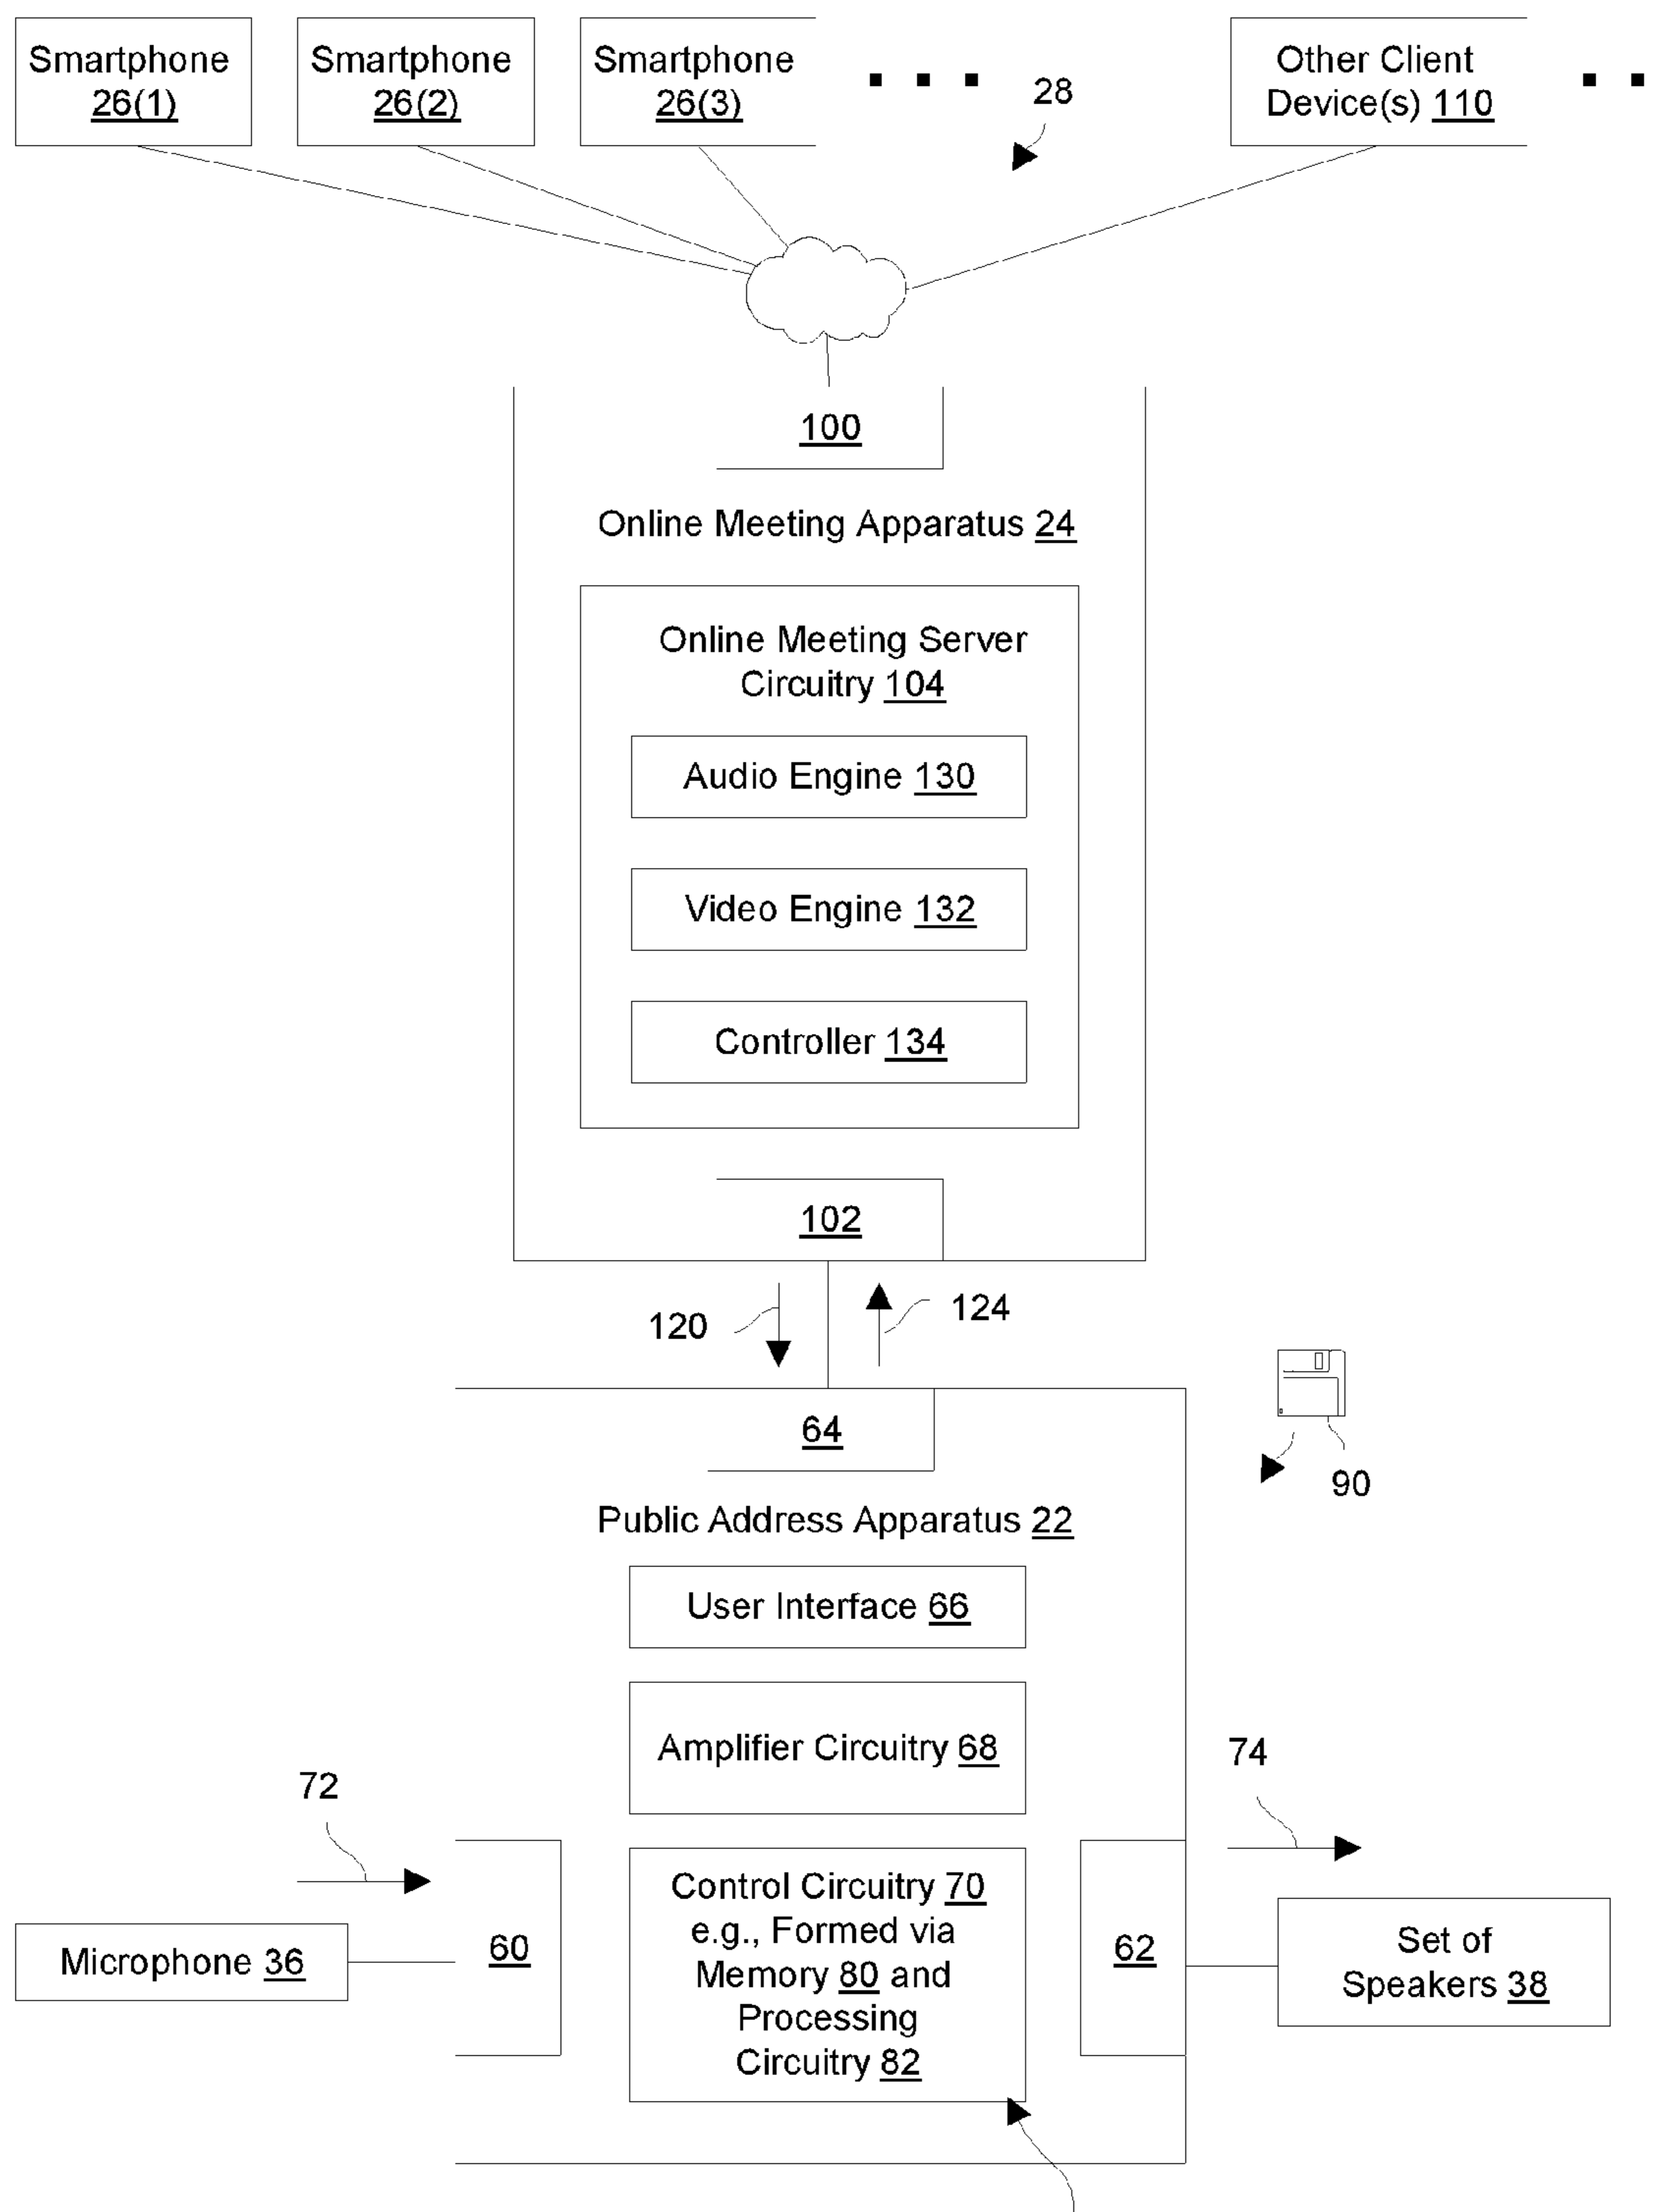 Smartphone
26(1)
Smartphone
26(2)
Smartphone
26(3)
28
Other Client
Device(s) 110
100
Online Meeting Apparatus 24
Online Meeting Server
Circuitry 104
Audio Engine 130
Video Engine 132
Controller 134
102
120
124
64
90
Public Address Apparatus 22
User Interface 66
Amplifier Circuitry 68
72
74
Control Circuitry 70
e.g., Formed via
Memory 80 and
Processing
Circuitry 82
60
62
Microphone 36
Set of
Speakers 38